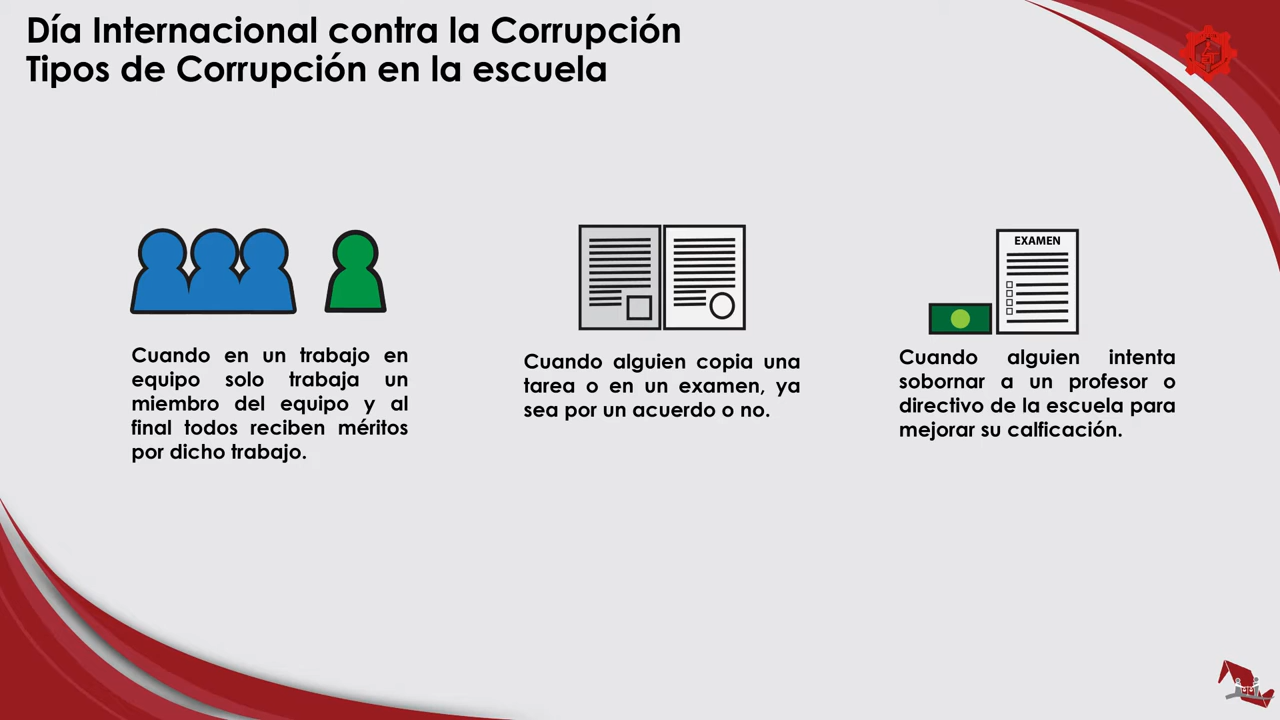 Día Internacional contra la Corrupción
Tipos de Corrupción en la escuela
Cuando en un trabajo en
equipo solo trabaja un
miembro del equipo y al
final todos reciben méritos
por dicho trabajo.
Cuando alguien copia una
tarea o en un examen, ya
sea por un acuerdo o no.
EXAMEN
Cuando alguien intenta
sobornar a un profesor o
directivo de la escuela para
mejorar su calficación.